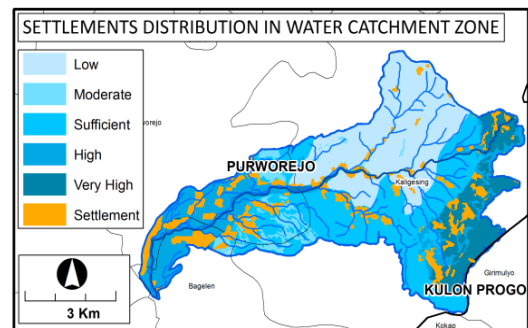 SETTLEMENTS DISTRIBUTION IN WATER CATCHMENT ZONE
Low
Moderate
Sufficient
High
Very High
Settlement
PURWOREJO
Kaligesing
Bagelen
Girimulyo
KULON PROGO
Kokap
3 Km